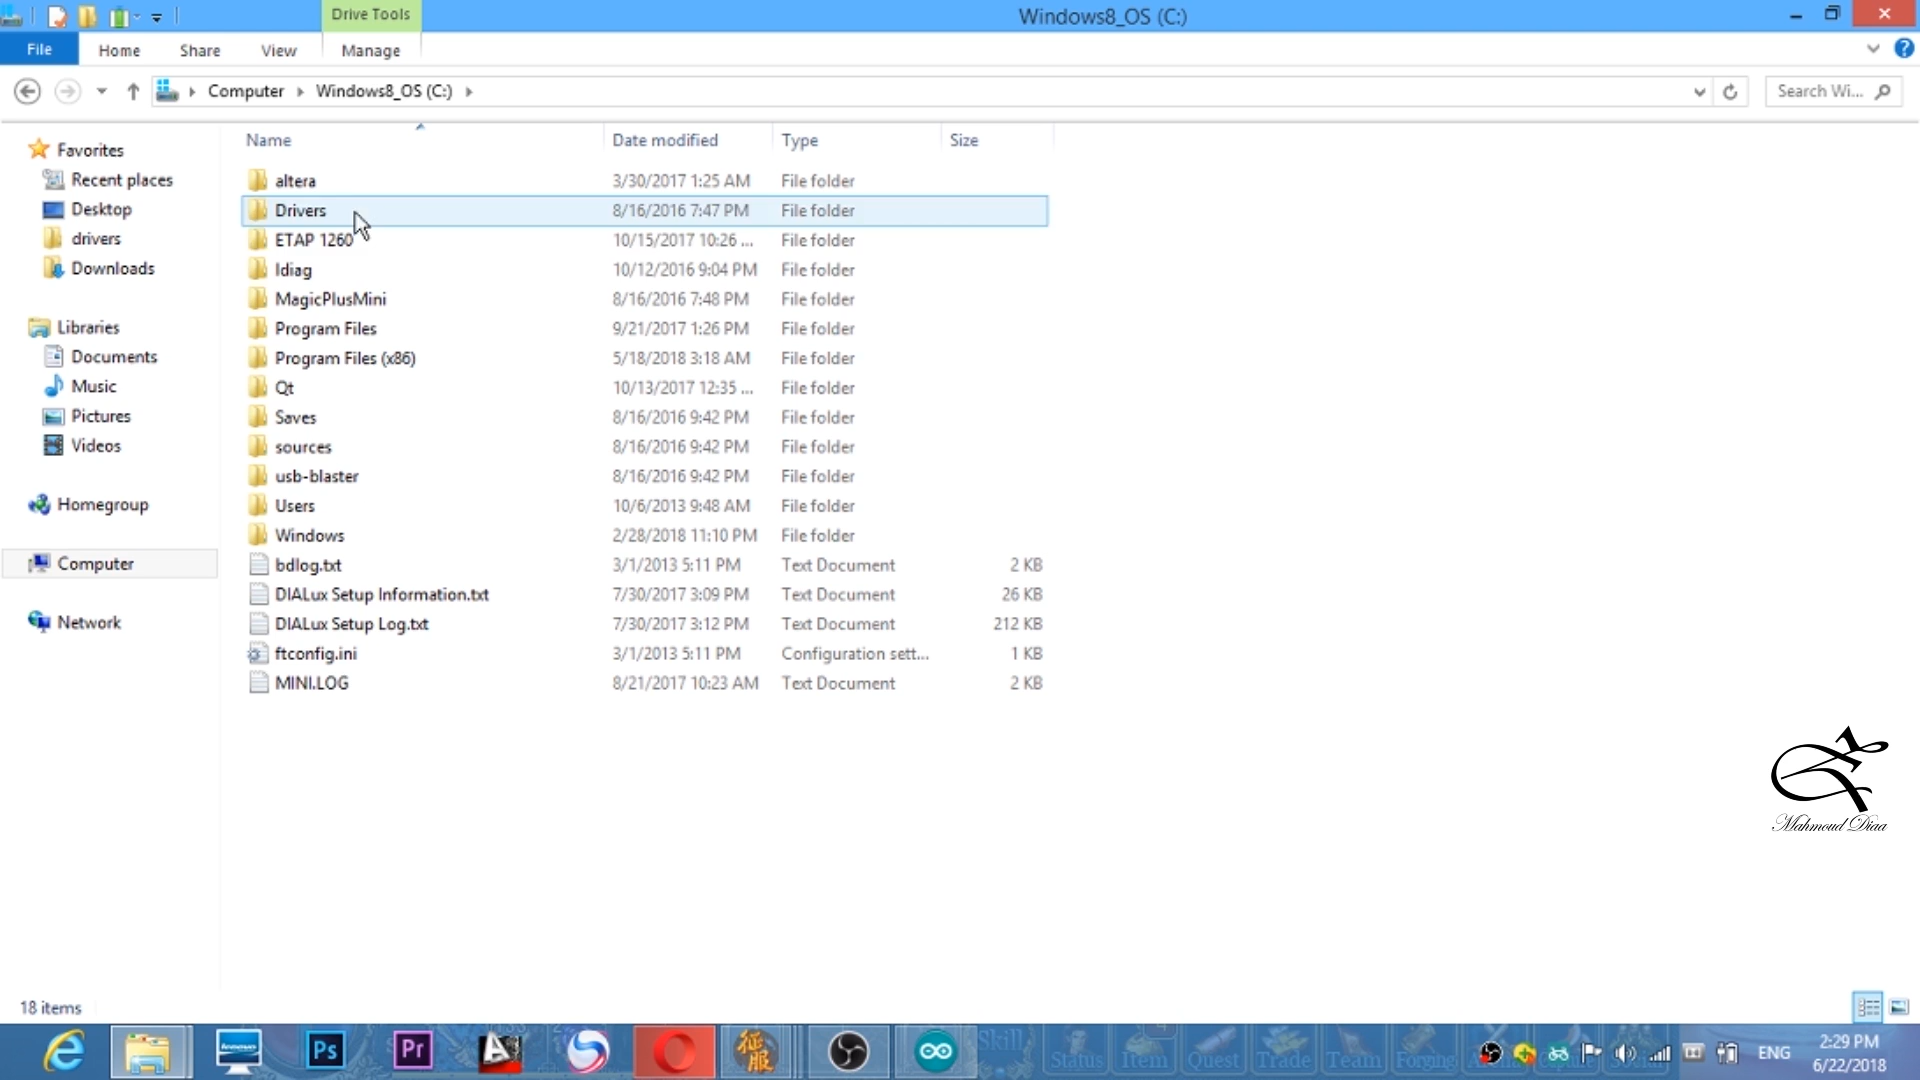 Drive Tools
Windows8_OS (C:)
File
Home
Share
View
Manage
Computer
Windows8_OS (C:)
Search Wi...
Name
Date modified
Type
Size
Favorites
Recent places
Desktop
drivers
Downloads
Libraries
Documents
Music
Pictures
Videos
Homegroup
Computer
Network
altera 3/30/2017 1:25 AM File folder
Drivers 8/16/2016 7:47 PM File folder
ETAP 1260 10/15/2017 10:26 ... File folder
ldiag 10/12/2016 9:04 PM File folder
MagicPlusMini 8/16/2016 7:48 PM File folder
Program Files 9/21/2017 1:26 PM File folder
Program Files (x86) 5/18/2018 3:18 AM File folder
Qt 10/13/2017 12:35 ... File folder
Saves 8/16/2016 9:42 PM File folder
sources 8/16/2016 9:42 PM File folder
usb-blaster 8/16/2016 9:42 PM File folder
Users 10/6/2013 9:48 AM File folder
Windows 2/28/2018 11:10 PM File folder
bdlog.txt 3/1/2013 5:11 PM Text Document 2 KB
DIALux Setup Information.txt 7/30/2017 3:09 PM Text Document 26 KB
DIALux Setup Log.txt 7/30/2017 3:12 PM Text Document 212 KB
ftconfig.ini 3/1/2013 5:11 PM Configuration sett... 1 KB
MINI.LOG 8/21/2017 10:23 AM Text Document 2 KB
Mahmoud Diaa
18 items
lenovo
Ps
Pr
征服
Skill
Status
Item
Quest
Trade
Team
Forging
ENG
2:29 PM
6/22/2018